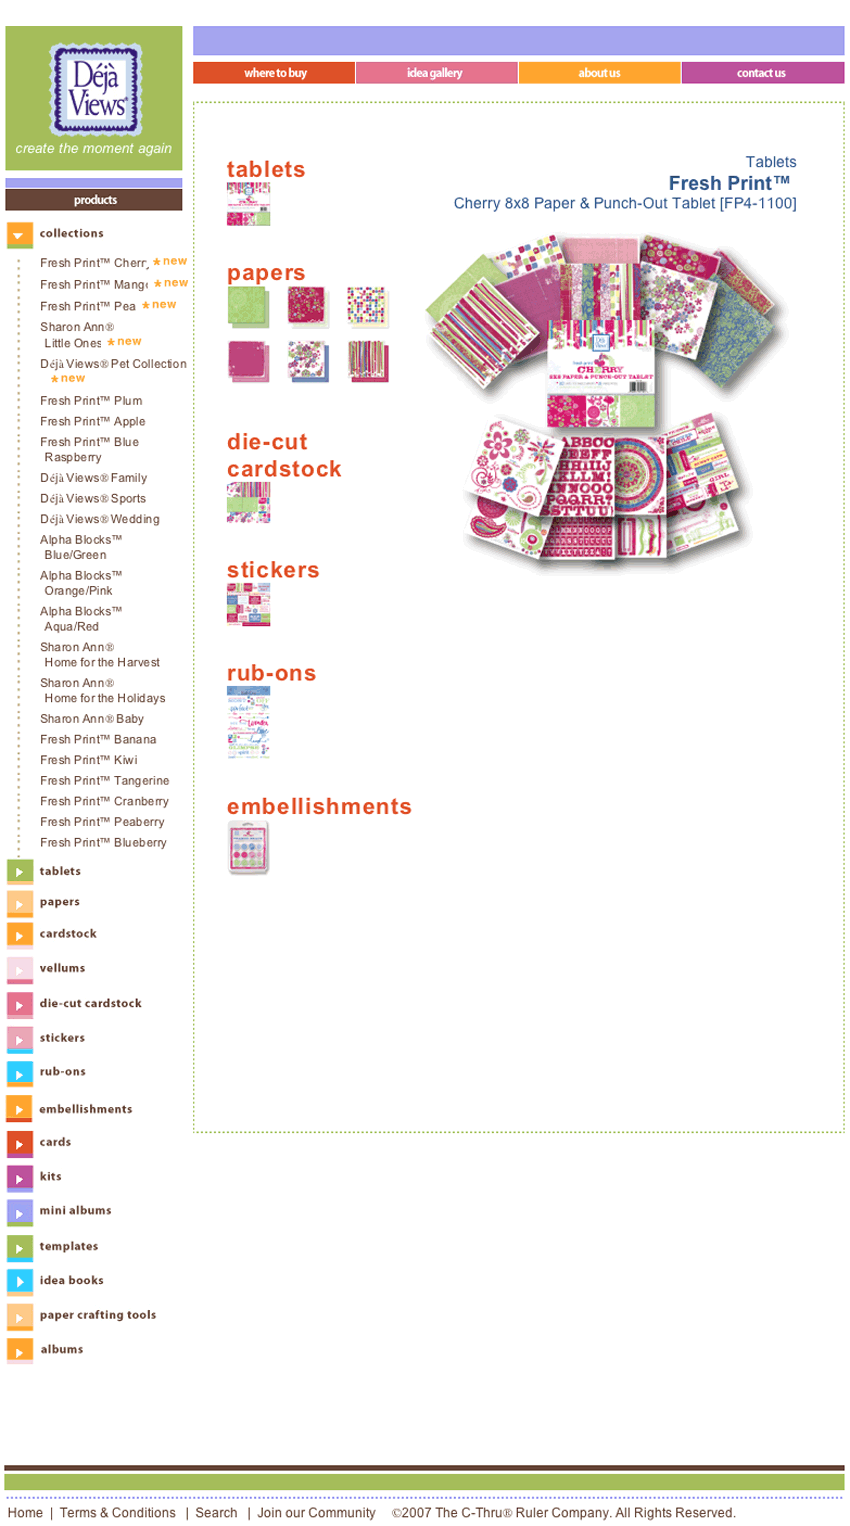 Déjà
Views®
create the moment again
where to buy
idea gallery
about us
contact us
products
collections
Fresh Print™ Cherry ★new
Fresh Print™ Mango ★new
Fresh Print™ Pea ★new
Sharon Ann®
Little Ones ★new
Déjà Views® Pet Collection
★new
Fresh Print™ Plum
Fresh Print™ Apple
Fresh Print™ Blue
Raspberry
Déjà Views® Family
Déjà Views® Sports
Déjà Views® Wedding
Alpha Blocks™
Blue/Green
Alpha Blocks™
Orange/Pink
Alpha Blocks™
Aqua/Red
Sharon Ann®
Home for the Harvest
Sharon Ann®
Home for the Holidays
Sharon Ann® Baby
Fresh Print™ Banana
Fresh Print™ Kiwi
Fresh Print™ Tangerine
Fresh Print™ Cranberry
Fresh Print™ Peaberry
Fresh Print™ Blueberry
tablets
papers
cardstock
vellums
die-cut cardstock
stickers
rub-ons
embellishments
cards
kits
mini albums
templates
idea books
paper crafting tools
albums
tablets
papers
die-cut
cardstock
stickers
rub-ons
embellishments
Tablets
Fresh Print™
Cherry 8x8 Paper & Punch-Out Tablet [FP4-1100]
Déjà
Views
fresh print
CHERRY
8X8 PAPER & PUNCH-OUT TABLET
ABBCC
DEEFF
HHIIJ
KLLM!
NNOOO
PQRR?
STTUU
GIRL
Home | Terms & Conditions | Search | Join our Community ©2007 The C-Thru® Ruler Company. All Rights Reserved.